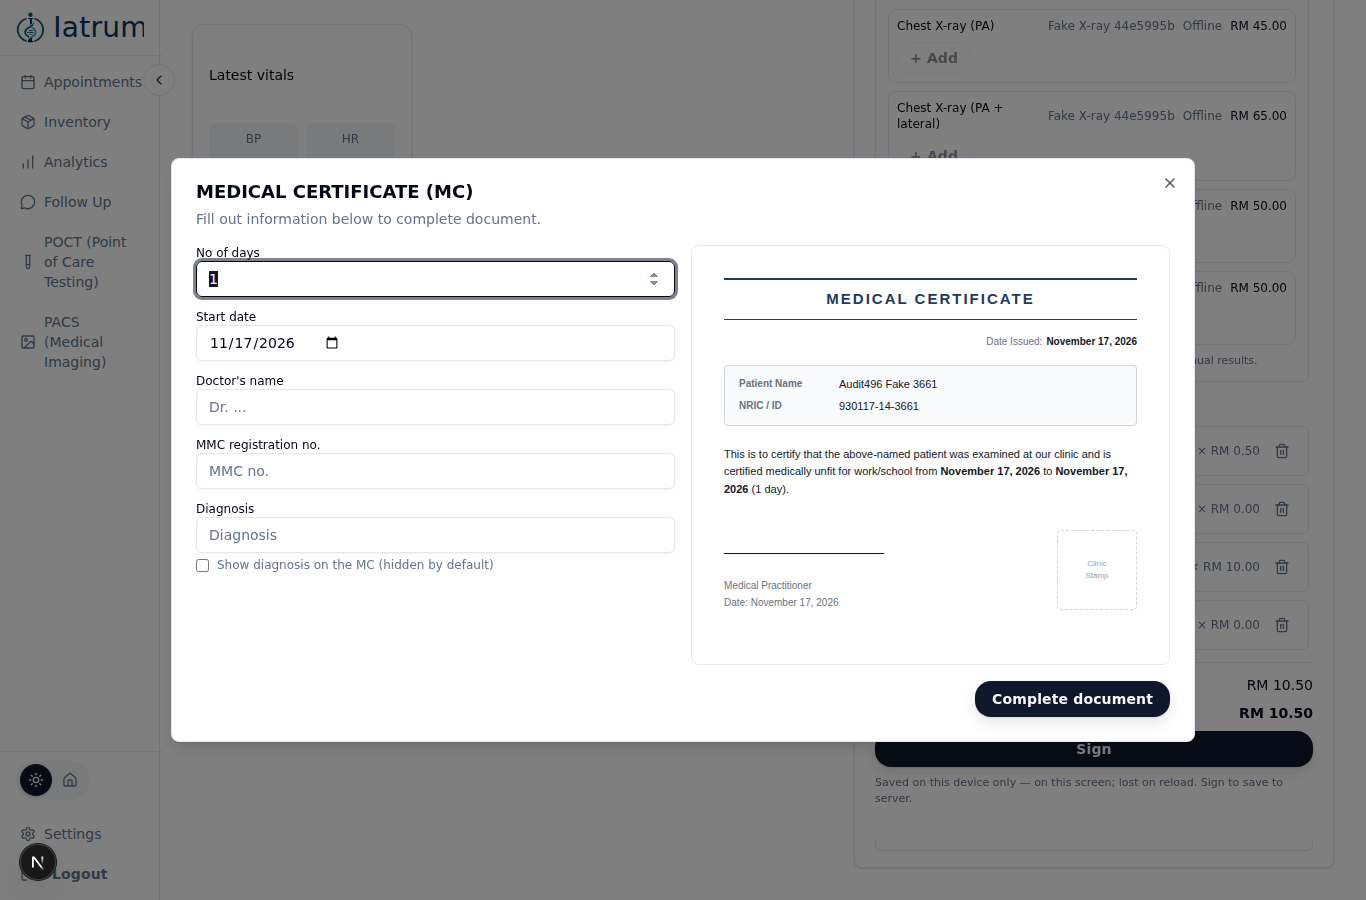 Iatrum
Appointments
Inventory
Analytics
Follow Up
POCT (Point
of Care
Testing)
PACS
(Medical
Imaging)
Settings
Logout
N
Latest vitals
BP
HR
Chest X-ray (PA)
Fake X-ray 44e5995b Offline RM 45.00
+ Add
Chest X-ray (PA +
lateral)
Fake X-ray 44e5995b Offline RM 65.00
+ Add
ffline RM 50.00
ffline RM 50.00
nual results.
× RM 0.50
× RM 0.00
× RM 10.00
× RM 0.00
RM 10.50
RM 10.50
Sign
Saved on this device only — on this screen; lost on reload. Sign to save to
server.
MEDICAL CERTIFICATE (MC)
Fill out information below to complete document.
No of days
1
Start date
11/17/2026
Doctor's name
Dr. ...
MMC registration no.
MMC no.
Diagnosis
Diagnosis
Show diagnosis on the MC (hidden by default)
MEDICAL CERTIFICATE
Date Issued: November 17, 2026
Patient Name Audit496 Fake 3661
NRIC / ID 930117-14-3661
This is to certify that the above-named patient was examined at our clinic and is
certified medically unfit for work/school from November 17, 2026 to November 17,
2026 (1 day).
Clinic
Stamp
Medical Practitioner
Date: November 17, 2026
Complete document